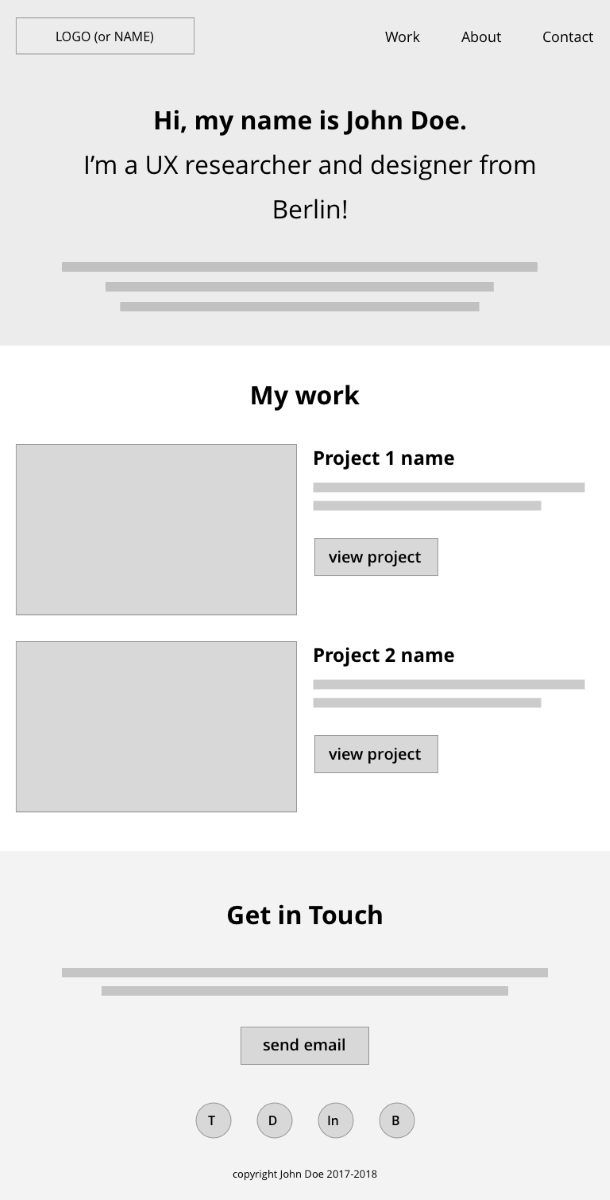 LOGO (or NAME)
Work
About
Contact
Hi, my name is John Doe.
I’m a UX researcher and designer from
Berlin!
My work
Project 1 name
view project
Project 2 name
view project
Get in Touch
send email
T
D
In
B
copyright John Doe 2017-2018